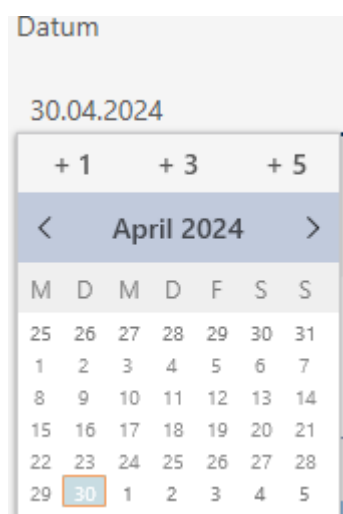 Datum
30.04.2024
+ 1 + 3 + 5
< April 2024 >
M D M D F S S
25 26 27 28 29 30 31
1 2 3 4 5 6 7
8 9 10 11 12 13 14
15 16 17 18 19 20 21
22 23 24 25 26 27 28
29 30 1 2 3 4 5